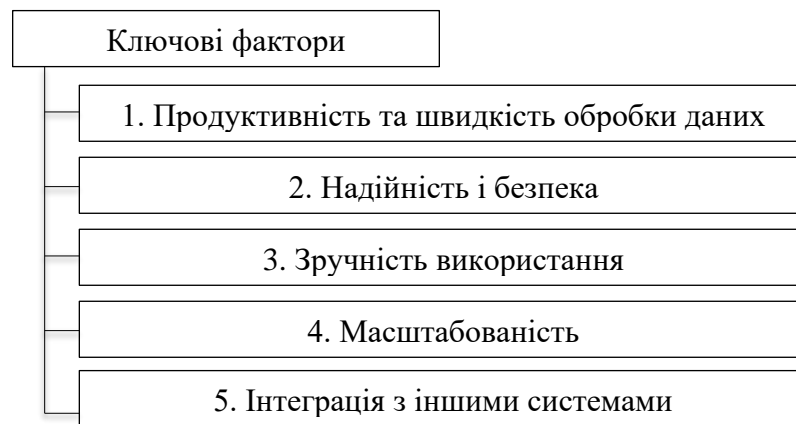 Ключові фактори
1. Продуктивність та швидкість обробки даних
2. Надійність і безпека
3. Зручність використання
4. Масштабованість
5. Інтеграція з іншими системами